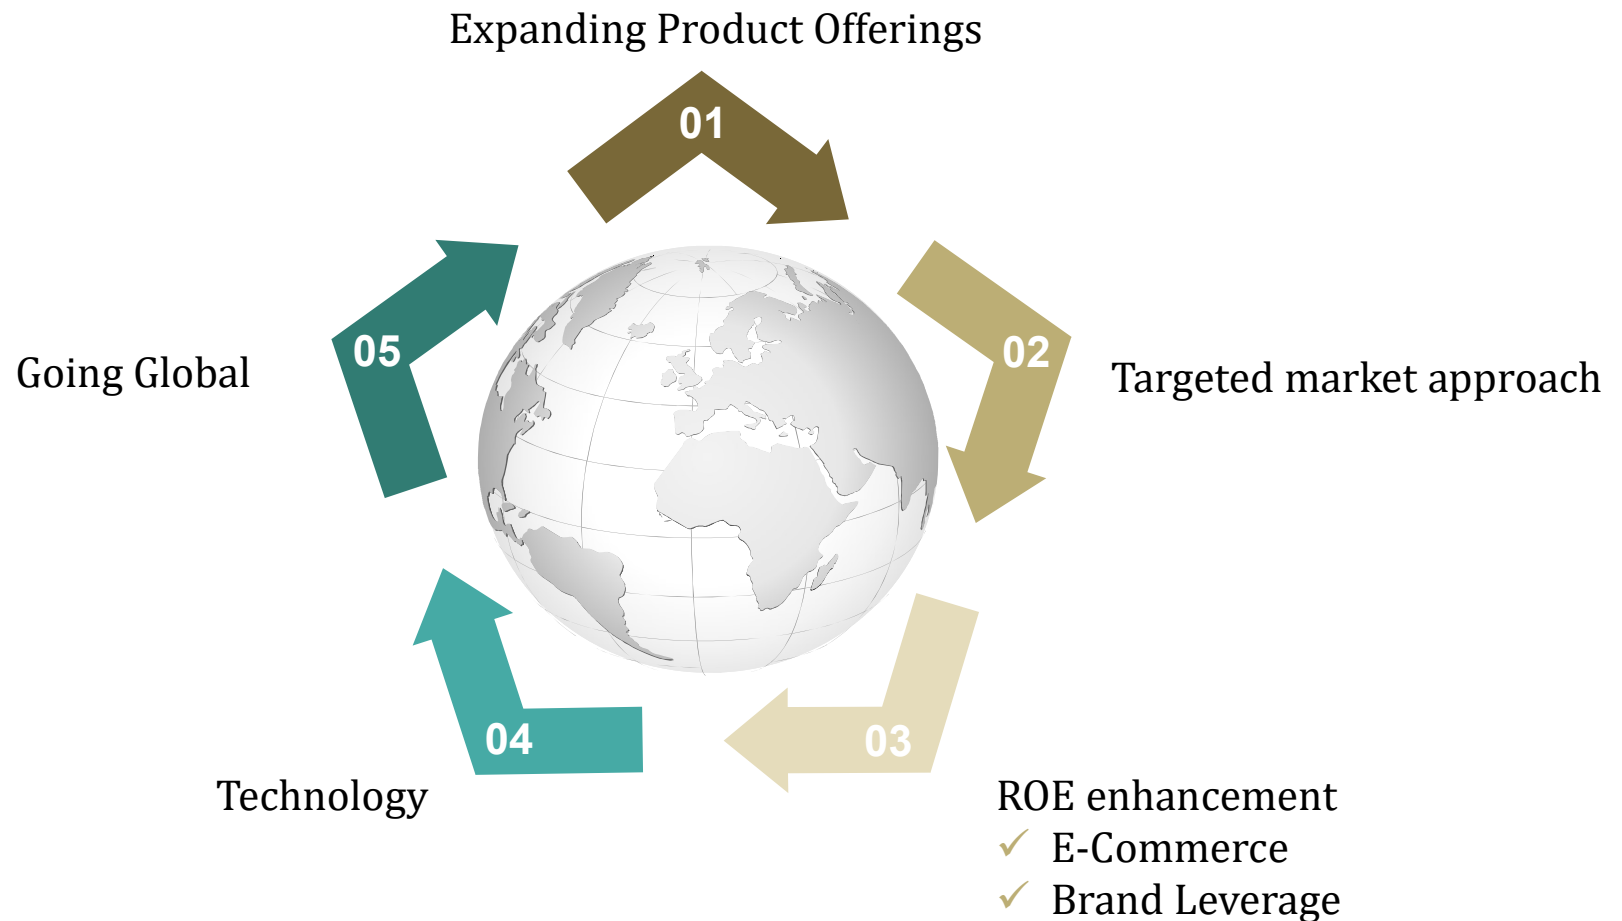 Expanding Product Offerings
01
02
Targeted market approach
03
ROE enhancement
✓ E-Commerce
✓ Brand Leverage
04
Technology
05
Going Global